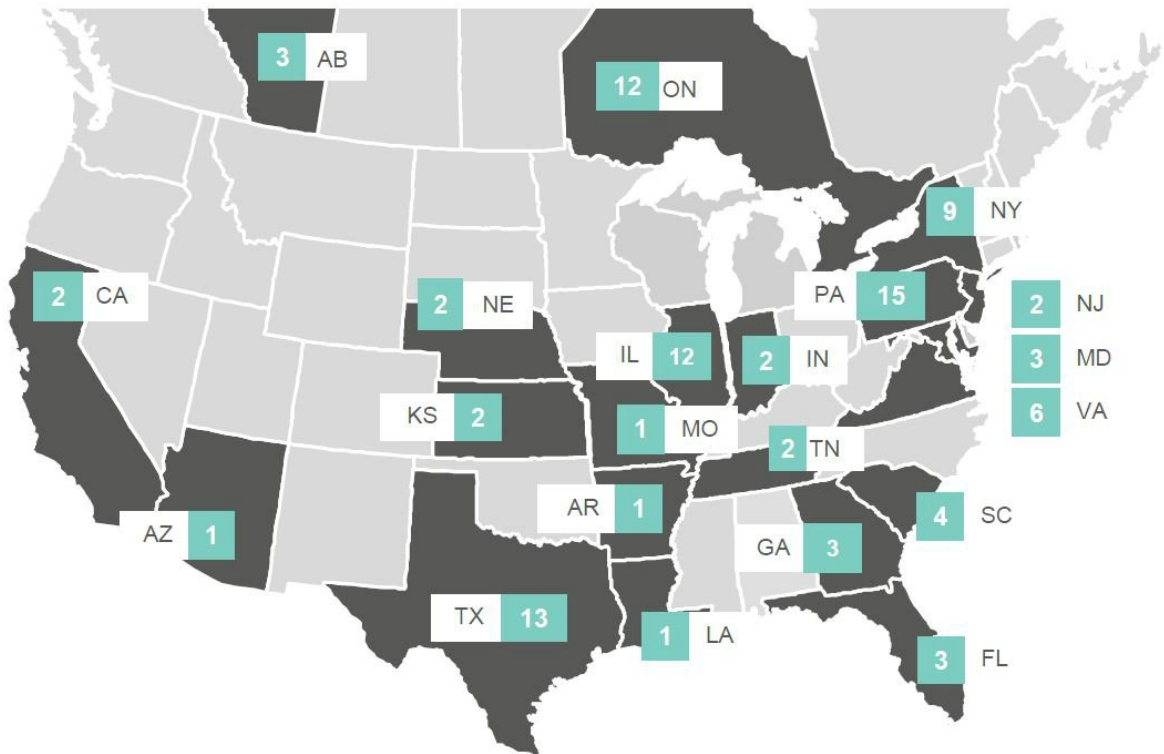 3 AB
12 ON
9 NY
2 CA
2 NE
PA 15
2 NJ
IL 12
2 IN
3 MD
KS 2
1 MO
6 VA
2 TN
AR 1
4 SC
AZ 1
GA 3
TX 13
1 LA
3 FL